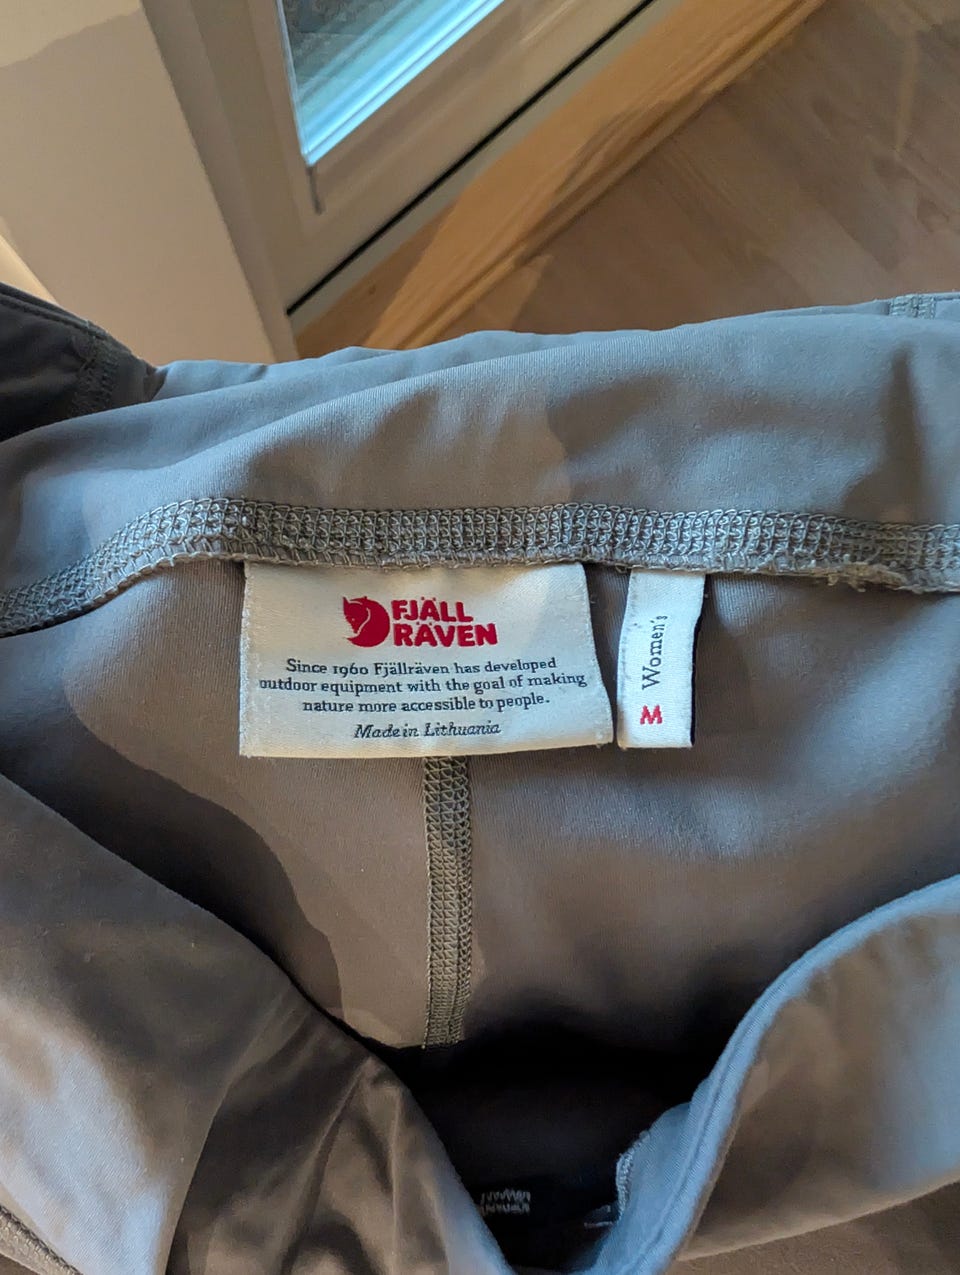 FJÄLL
RÄVEN
Since 1960 Fjällräven has developed
outdoor equipment with the goal of making
nature more accessible to people.
Made in Lithuania
Women's
M